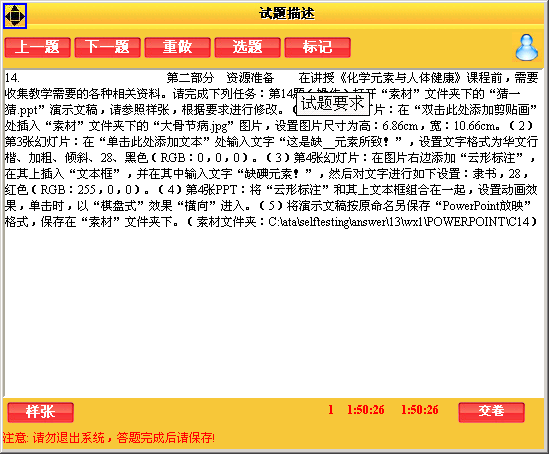 试题描述
上一题 下一题 重做 选题 标记
14. 第二部分 资源准备 在讲授《化学元素与人体健康》课程前，需要
收集教学需要的各种相关资料。请完成下列任务：第14题 打开“素材”文件夹下的“猜一
猜.ppt”演示文稿，请参照样张，根据要求进行修改。（ 片：在“双击此处添加剪贴画”
试题要求
处插入“素材”文件夹下的“大骨节病.jpg”图片，设置图片尺寸为高：6.86cm，宽：10.66cm。（2）
第3张幻灯片：在“单击此处添加文本”处输入文字“这是缺__元素所致！”，设置文字格式为华文行
楷、加粗、倾斜、28、黑色（RGB：0，0，0）。（3）第4张幻灯片：在图片右边添加“云形标注”，
在其上插入“文本框”，并在其中输入文字“缺碘元素！”，然后对文字进行如下设置：隶书，28，
红色（RGB：255，0，0）。（4）第4张PPT：将“云形标注”和其上文本框组合在一起，设置动画效
果，单击时，以“棋盘式”效果“横向”进入。（5）将演示文稿按原命名另保存“PowerPoint放映”
格式，保存在“素材”文件夹下。（素材文件夹：C:\ata\selftesting\answer\13\wx1\POWERPOINT\C14）
样张 1 1:50:26 1:50:26 交卷
注意: 请勿退出系统，答题完成后请保存!